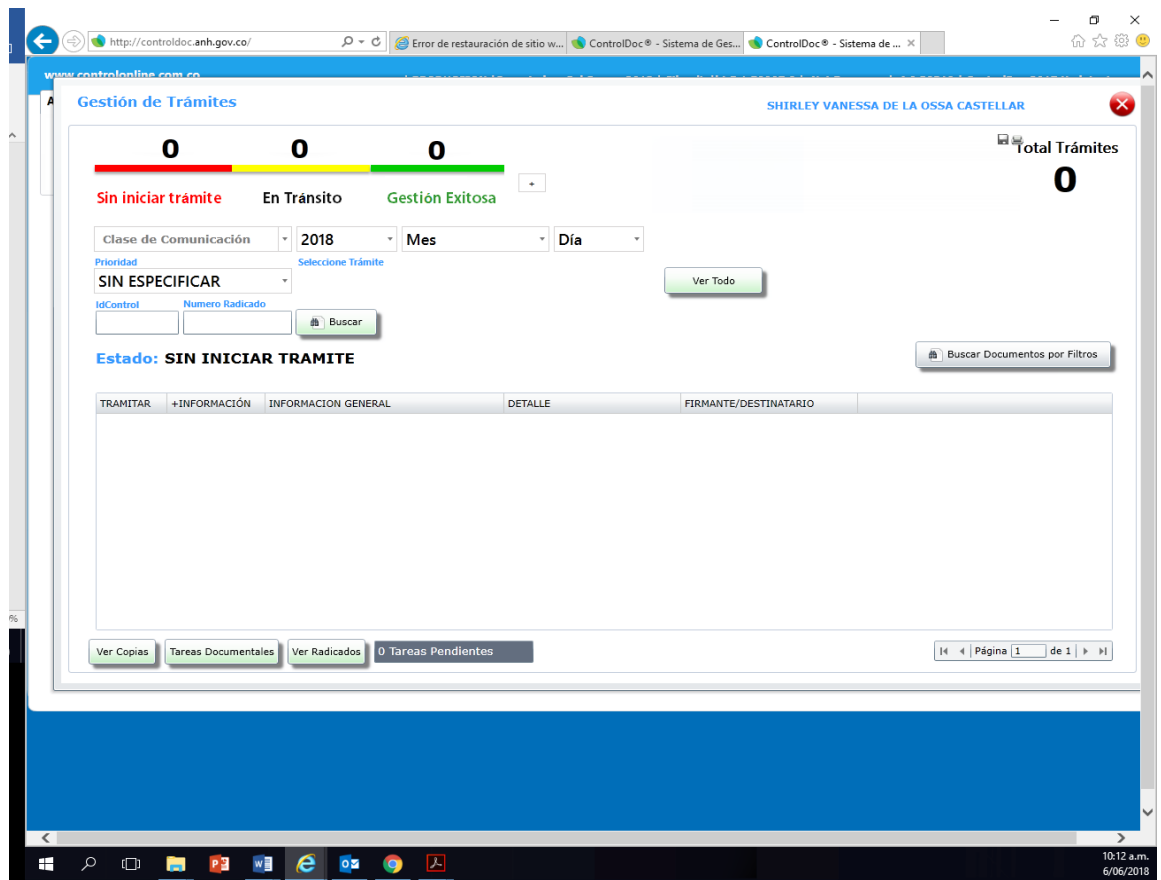 http://controldoc.anh.gov.co/
Error de restauración de sitio w...
ControlDoc® - Sistema de Ges...
ControlDoc® - Sistema de ...
www.controlonline.com.co
Gestión de Trámites
SHIRLEY VANESSA DE LA OSSA CASTELLAR
0 0 0
Total Trámites
0
Sin iniciar trámite En Tránsito Gestión Exitosa
+
Clase de Comunicación 2018 Mes Día
Prioridad Seleccione Trámite
SIN ESPECIFICAR
Ver Todo
IdControl Numero Radicado
Buscar
Estado: SIN INICIAR TRAMITE
Buscar Documentos por Filtros
TRAMITAR +INFORMACIÓN INFORMACION GENERAL DETALLE FIRMANTE/DESTINATARIO
Ver Copias Tareas Documentales Ver Radicados 0 Tareas Pendientes
Página 1 de 1
10:12 a.m.
6/06/2018